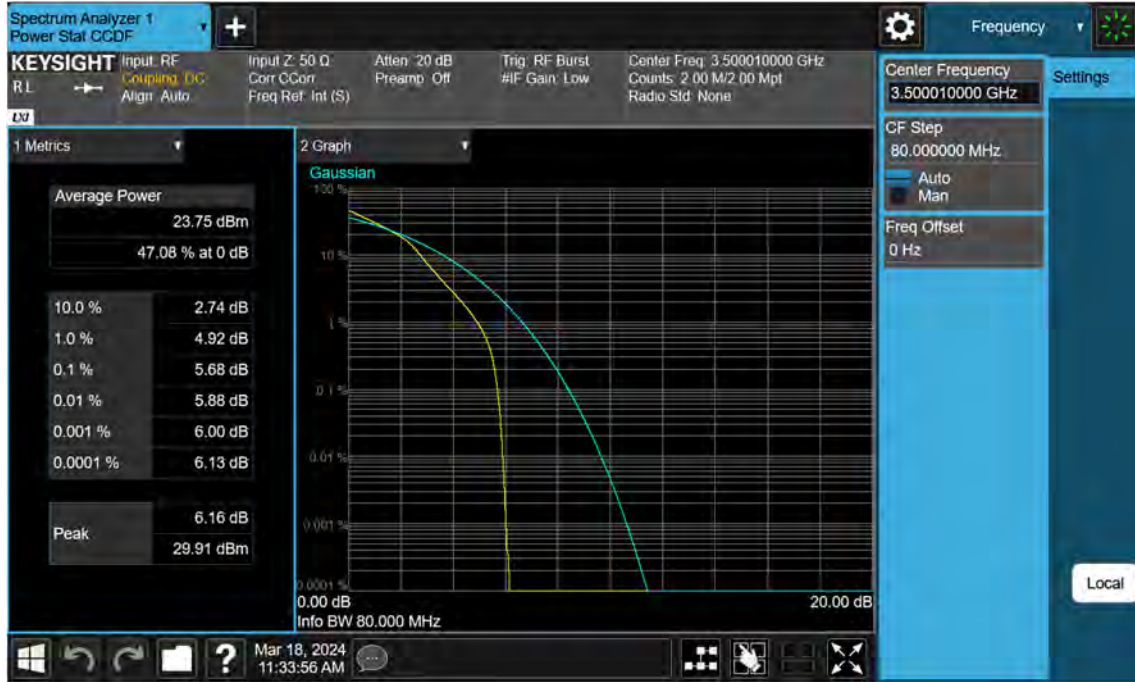 Spectrum Analyzer 1
Power Stat CCDF
+
Frequency
KEYSIGHT
RL
LXI
Input: RF
Coupling: DC
Align: Auto
Input Z: 50 Ω
Corr CCorr
Freq Ref: Int (S)
Atten: 20 dB
Preamp: Off
Trig: RF Burst
#IF Gain: Low
Center Freq: 3.500010000 GHz
Counts: 2.00 M/2.00 Mpt
Radio Std: None
Center Frequency
3.500010000 GHz
Settings
CF Step
80.000000 MHz
Auto
Man
Freq Offset
0 Hz
1 Metrics
Average Power
23.75 dBm
47.08 % at 0 dB
10.0 % 2.74 dB
1.0 % 4.92 dB
0.1 % 5.68 dB
0.01 % 5.88 dB
0.001 % 6.00 dB
0.0001 % 6.13 dB
Peak
6.16 dB
29.91 dBm
2 Graph
Gaussian
100 %
10 %
1 %
0.1 %
0.01 %
0.001 %
0.0001 %
0.00 dB 20.00 dB
Info BW 80.000 MHz
Local
?
Mar 18, 2024
11:33:56 AM